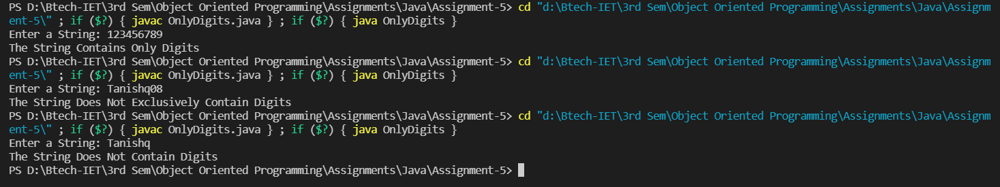 PS D:\Btech-IET\3rd Sem\Object Oriented Programming\Assignments\Java\Assignment-5> cd "d:\Btech-IET\3rd Sem\Object Oriented Programming\Assignments\Java\Assignm
ent-5\" ; if ($?) { javac OnlyDigits.java } ; if ($?) { java OnlyDigits }
Enter a String: 123456789
The String Contains Only Digits
PS D:\Btech-IET\3rd Sem\Object Oriented Programming\Assignments\Java\Assignment-5> cd "d:\Btech-IET\3rd Sem\Object Oriented Programming\Assignments\Java\Assignm
ent-5\" ; if ($?) { javac OnlyDigits.java } ; if ($?) { java OnlyDigits }
Enter a String: Tanishq08
The String Does Not Exclusively Contain Digits
PS D:\Btech-IET\3rd Sem\Object Oriented Programming\Assignments\Java\Assignment-5> cd "d:\Btech-IET\3rd Sem\Object Oriented Programming\Assignments\Java\Assignm
ent-5\" ; if ($?) { javac OnlyDigits.java } ; if ($?) { java OnlyDigits }
Enter a String: Tanishq
The String Does Not Contain Digits
PS D:\Btech-IET\3rd Sem\Object Oriented Programming\Assignments\Java\Assignment-5>